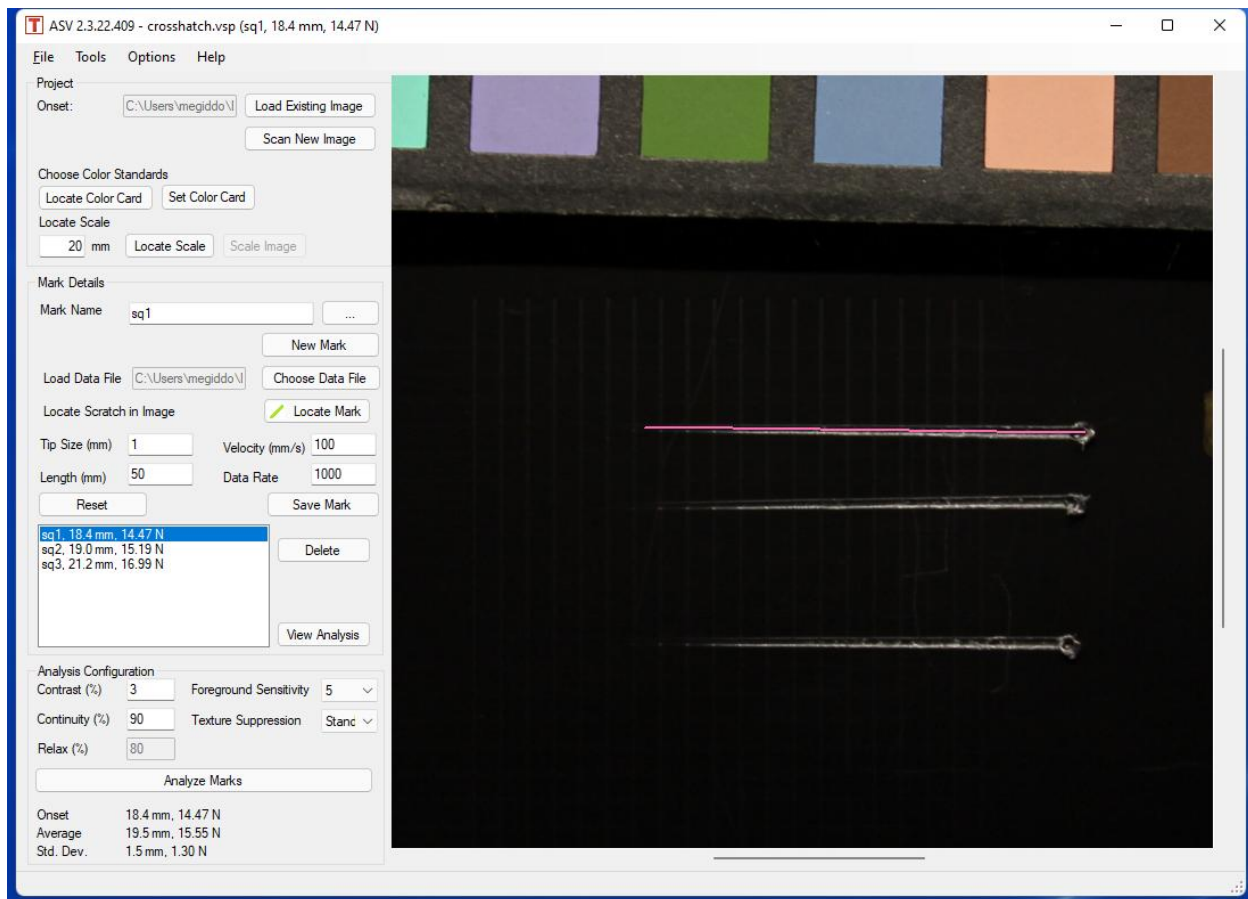 T ASV 2.3.22.409 - crosshatch.vsp (sq1, 18.4 mm, 14.47 N)
File Tools Options Help
Project
Onset: C:\Users\megiddo\I Load Existing Image
Scan New Image
Choose Color Standards
Locate Color Card Set Color Card
Locate Scale
20 mm Locate Scale Scale Image
Mark Details
Mark Name sq1 ...
New Mark
Load Data File C:\Users\megiddo\I Choose Data File
Locate Scratch in Image Locate Mark
Tip Size (mm) 1 Velocity (mm/s) 100
Length (mm) 50 Data Rate 1000
Reset Save Mark
sq1, 18.4 mm, 14.47 N
sq2, 19.0 mm, 15.19 N
sq3, 21.2 mm, 16.99 N
Delete
View Analysis
Analysis Configuration
Contrast (%) 3 Foreground Sensitivity 5
Continuity (%) 90 Texture Suppression Stanc
Relax (%) 80
Analyze Marks
Onset 18.4 mm, 14.47 N
Average 19.5 mm, 15.55 N
Std. Dev. 1.5 mm, 1.30 N